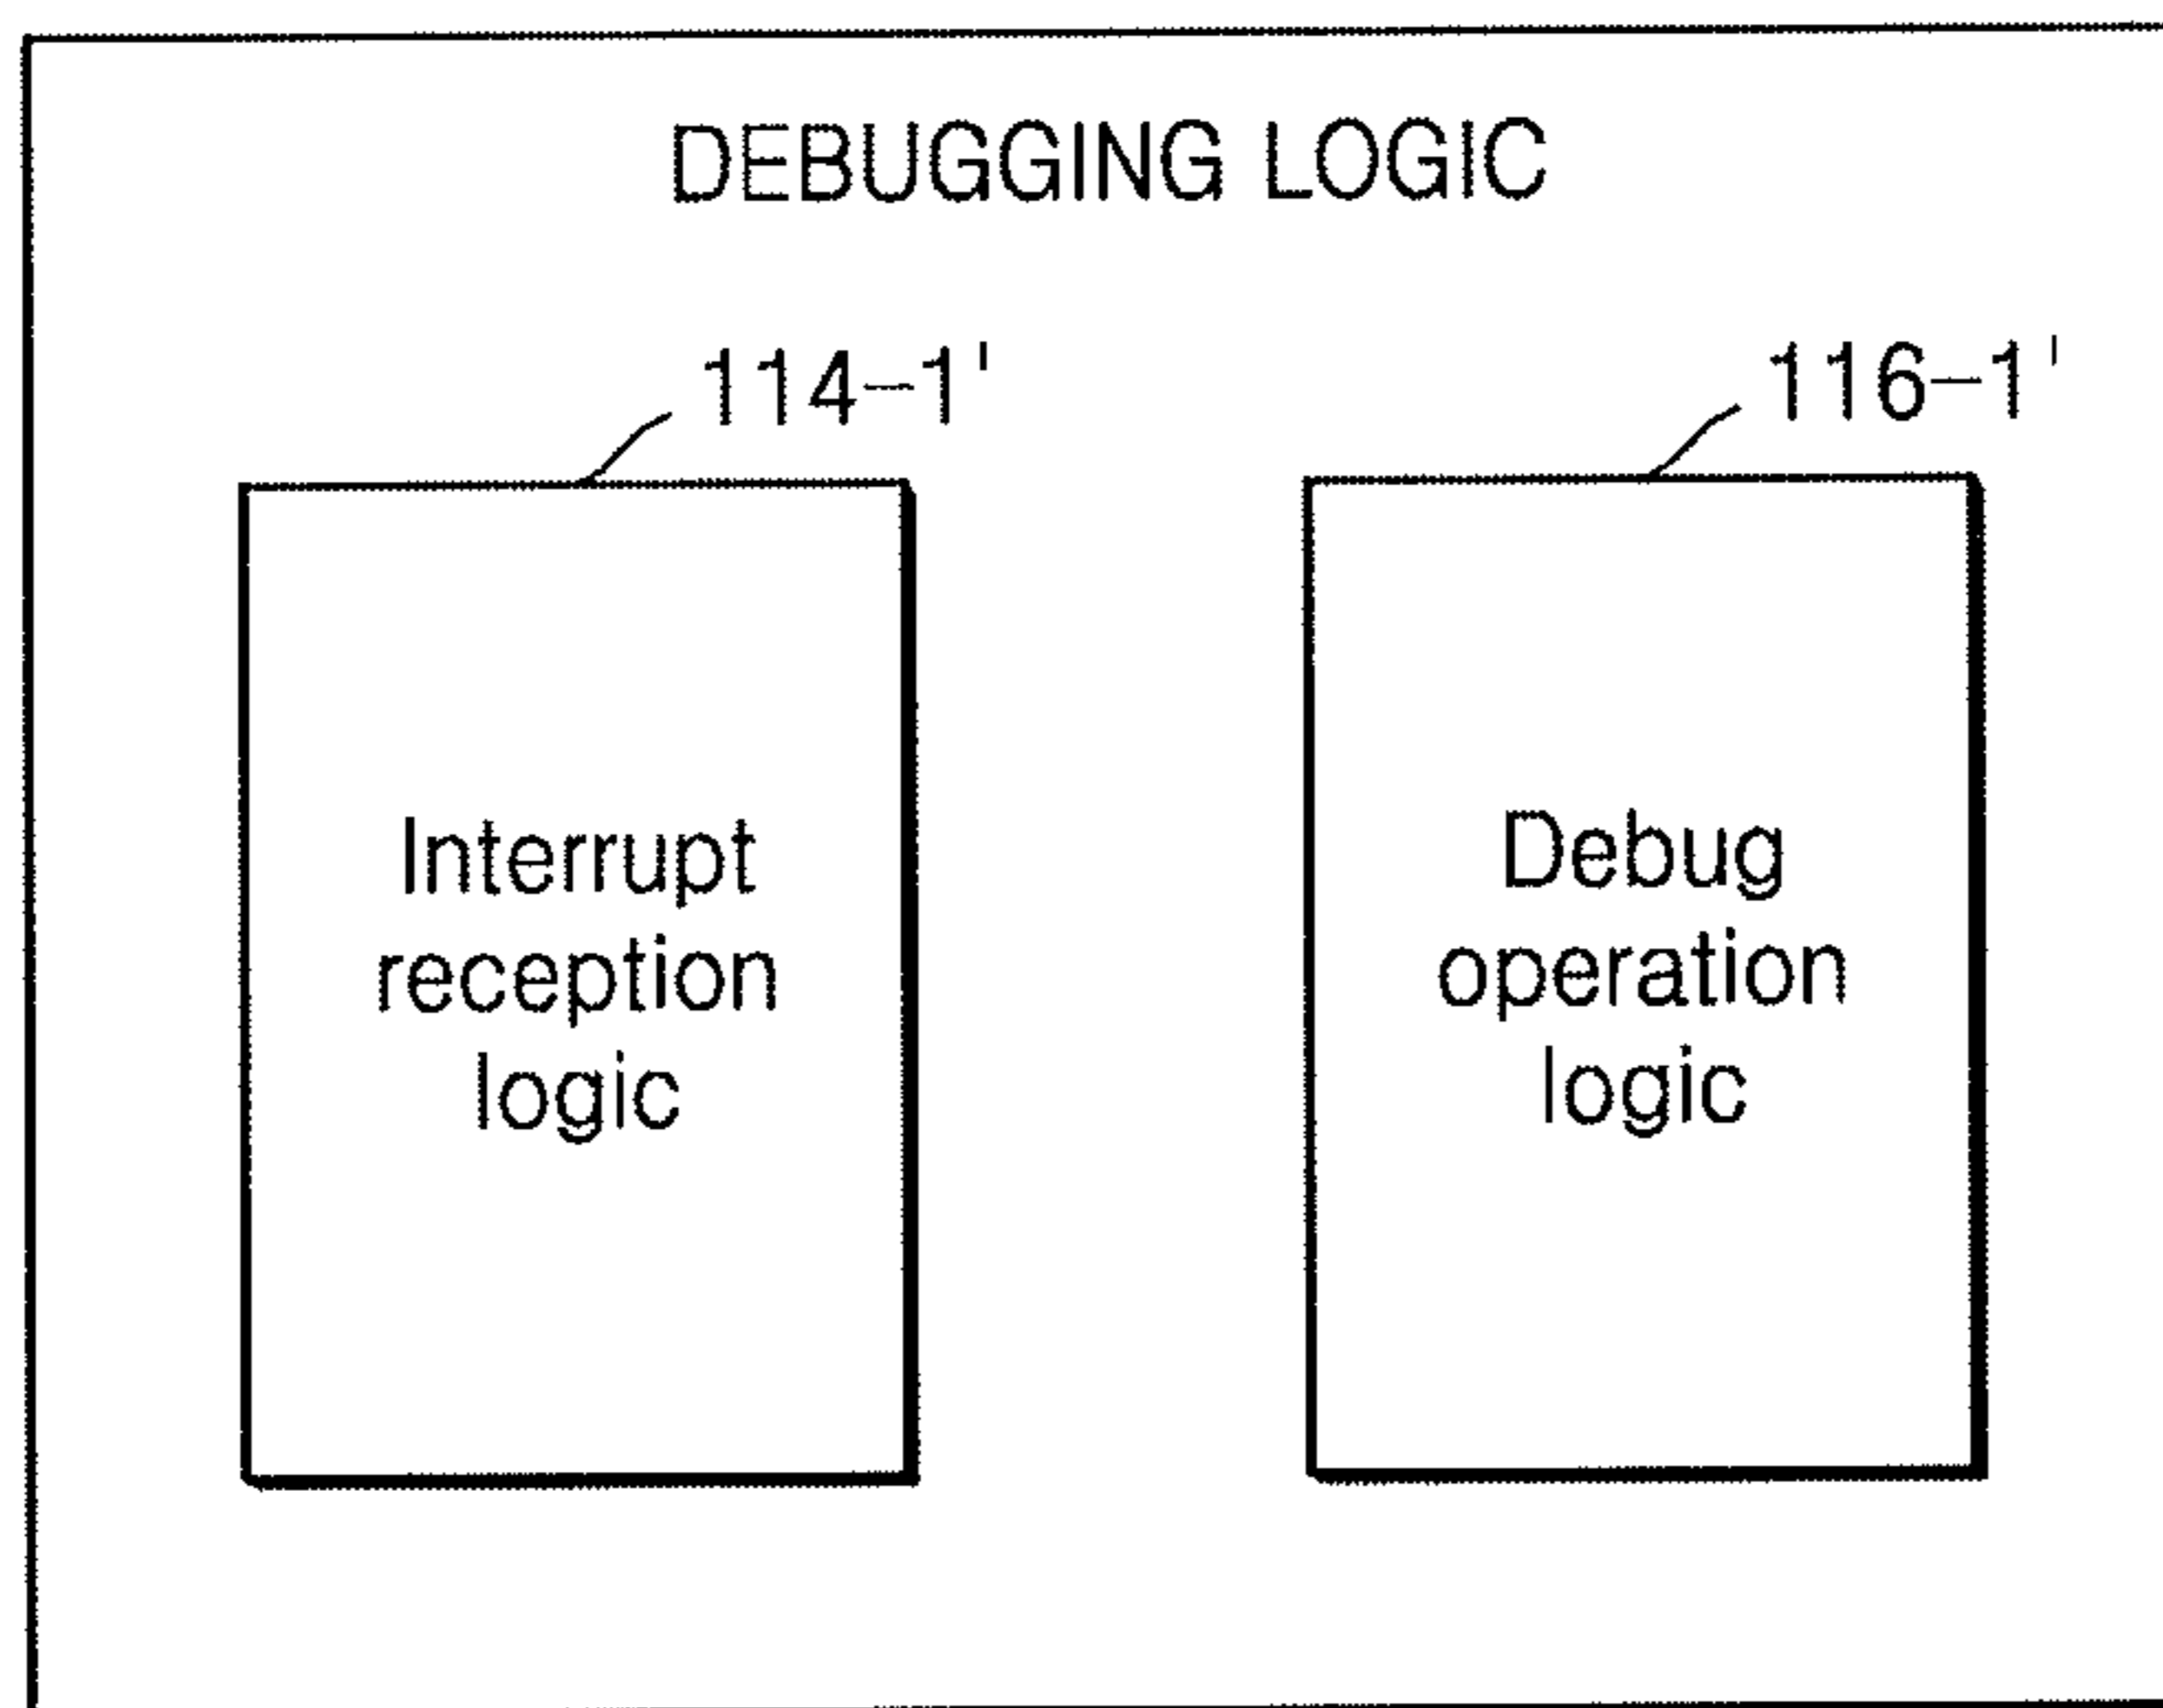 DEBUGGING LOGIC
114-1'
116-1'
Interrupt
reception
logic
Debug
operation
logic